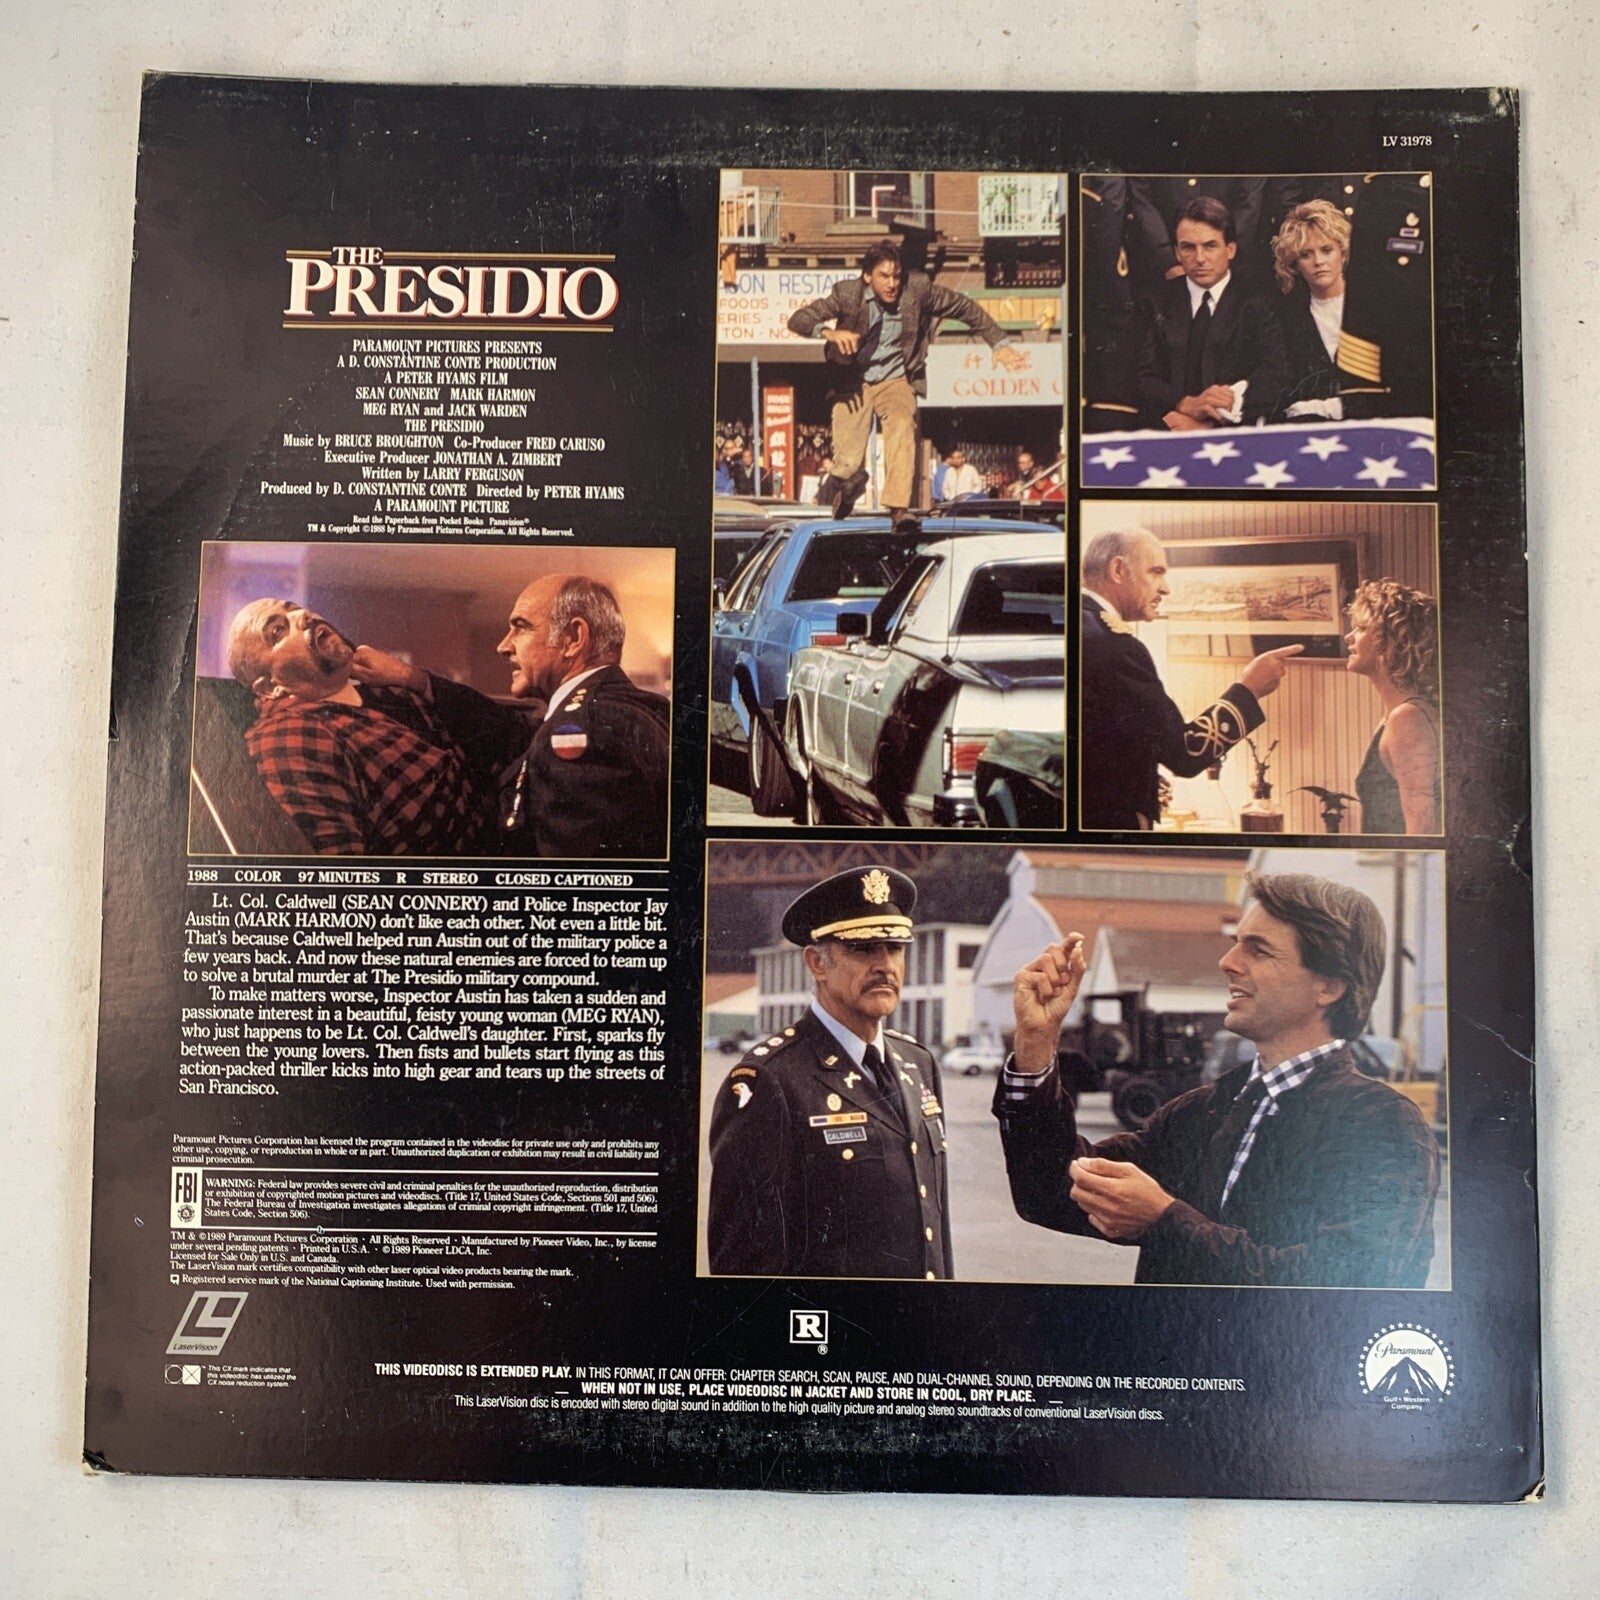 LV 31978
THE
PRESIDIO
PARAMOUNT PICTURES PRESENTS
A D. CONSTANTINE CONTE PRODUCTION
A PETER HYAMS FILM
SEAN CONNERY MARK HARMON
MEG RYAN and JACK WARDEN
THE PRESIDIO
Music by BRUCE BROUGHTON Co-Producer FRED CARUSO
Executive Producer JONATHAN A. ZIMBERT
Written by LARRY FERGUSON
Produced by D. CONSTANTINE CONTE Directed by PETER HYAMS
A PARAMOUNT PICTURE
Read the Paperback from Pocket Books Panavision®
TM & Copyright ©1988 by Paramount Pictures Corporation. All Rights Reserved.
ON RESTAU
FOODS - BA
ERIES - B
TON - NO
GOLDEN
1988 COLOR 97 MINUTES R STEREO CLOSED CAPTIONED
Lt. Col. Caldwell (SEAN CONNERY) and Police Inspector Jay
Austin (MARK HARMON) don't like each other. Not even a little bit.
That's because Caldwell helped run Austin out of the military police a
few years back. And now these natural enemies are forced to team up
to solve a brutal murder at The Presidio military compound.
To make matters worse, Inspector Austin has taken a sudden and
passionate interest in a beautiful, feisty young woman (MEG RYAN),
who just happens to be Lt. Col. Caldwell's daughter. First, sparks fly
between the young lovers. Then fists and bullets start flying as this
action-packed thriller kicks into high gear and tears up the streets of
San Francisco.
AIRBORNE
CALDWELL
Paramount Pictures Corporation has licensed the program contained in the videodisc for private use only and prohibits any
other use, copying, or reproduction in whole or in part. Unauthorized duplication or exhibition may result in civil liability and
criminal prosecution.
FBI
WARNING: Federal law provides severe civil and criminal penalties for the unauthorized reproduction, distribution
or exhibition of copyrighted motion pictures and videodiscs. (Title 17, United States Code, Sections 501 and 506).
The Federal Bureau of Investigation investigates allegations of criminal copyright infringement. (Title 17, United
States Code, Section 506).
TM & ©1989 Paramount Pictures Corporation · All Rights Reserved · Manufactured by Pioneer Video, Inc., by license
under several pending patents · Printed in U.S.A. · ©1989 Pioneer LDCA, Inc.
Licensed for Sale Only in U.S. and Canada.
The LaserVision mark certifies compatibility with other laser optical video products bearing the mark.
Registered service mark of the National Captioning Institute. Used with permission.
LaserVision
This CX mark indicates that
this videodisc has utilized the
CX noise reduction system.
R
®
THIS VIDEODISC IS EXTENDED PLAY. IN THIS FORMAT, IT CAN OFFER: CHAPTER SEARCH, SCAN, PAUSE, AND DUAL-CHANNEL SOUND, DEPENDING ON THE RECORDED CONTENTS.
WHEN NOT IN USE, PLACE VIDEODISC IN JACKET AND STORE IN COOL, DRY PLACE.
This LaserVision disc is encoded with stereo digital sound in addition to the high quality picture and analog stereo soundtracks of conventional LaserVision discs.
Paramount
A
Gulf+Western
Company